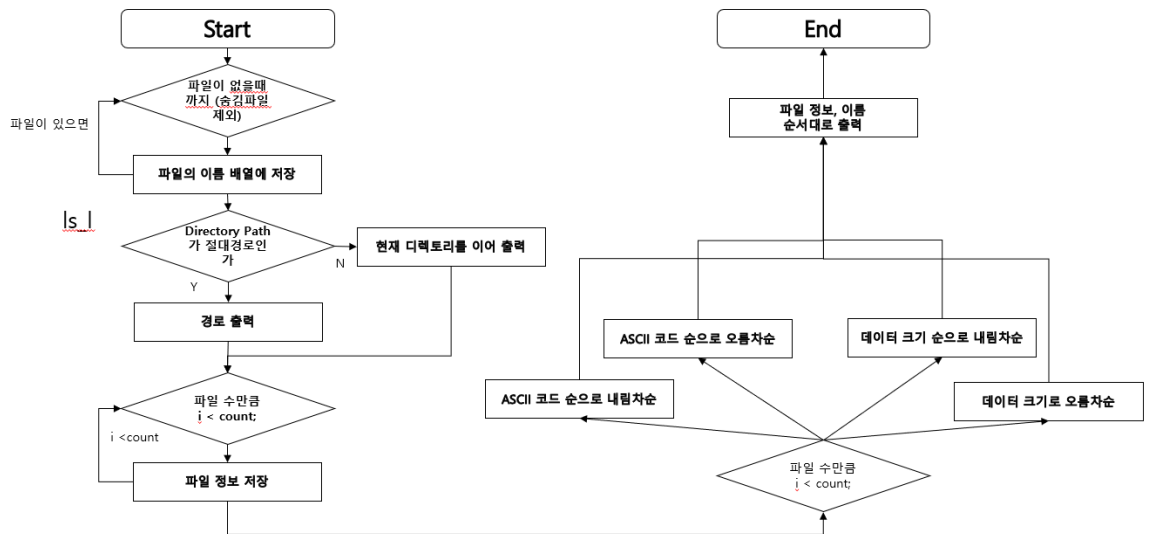 Start
파일이 없을때
까지 (숨김파일
제외)
파일이 있으면
파일의 이름 배열에 저장
ls_l
Directory Path
가 절대경로인
가
N
현재 디렉토리를 이어 출력
Y
경로 출력
파일 수만큼
i < count;
i <count
파일 정보 저장
End
파일 정보, 이름
순서대로 출력
ASCII 코드 순으로 오름차순
데이터 크기 순으로 내림차순
ASCII 코드 순으로 내림차순
데이터 크기로 오름차순
파일 수만큼
i < count;